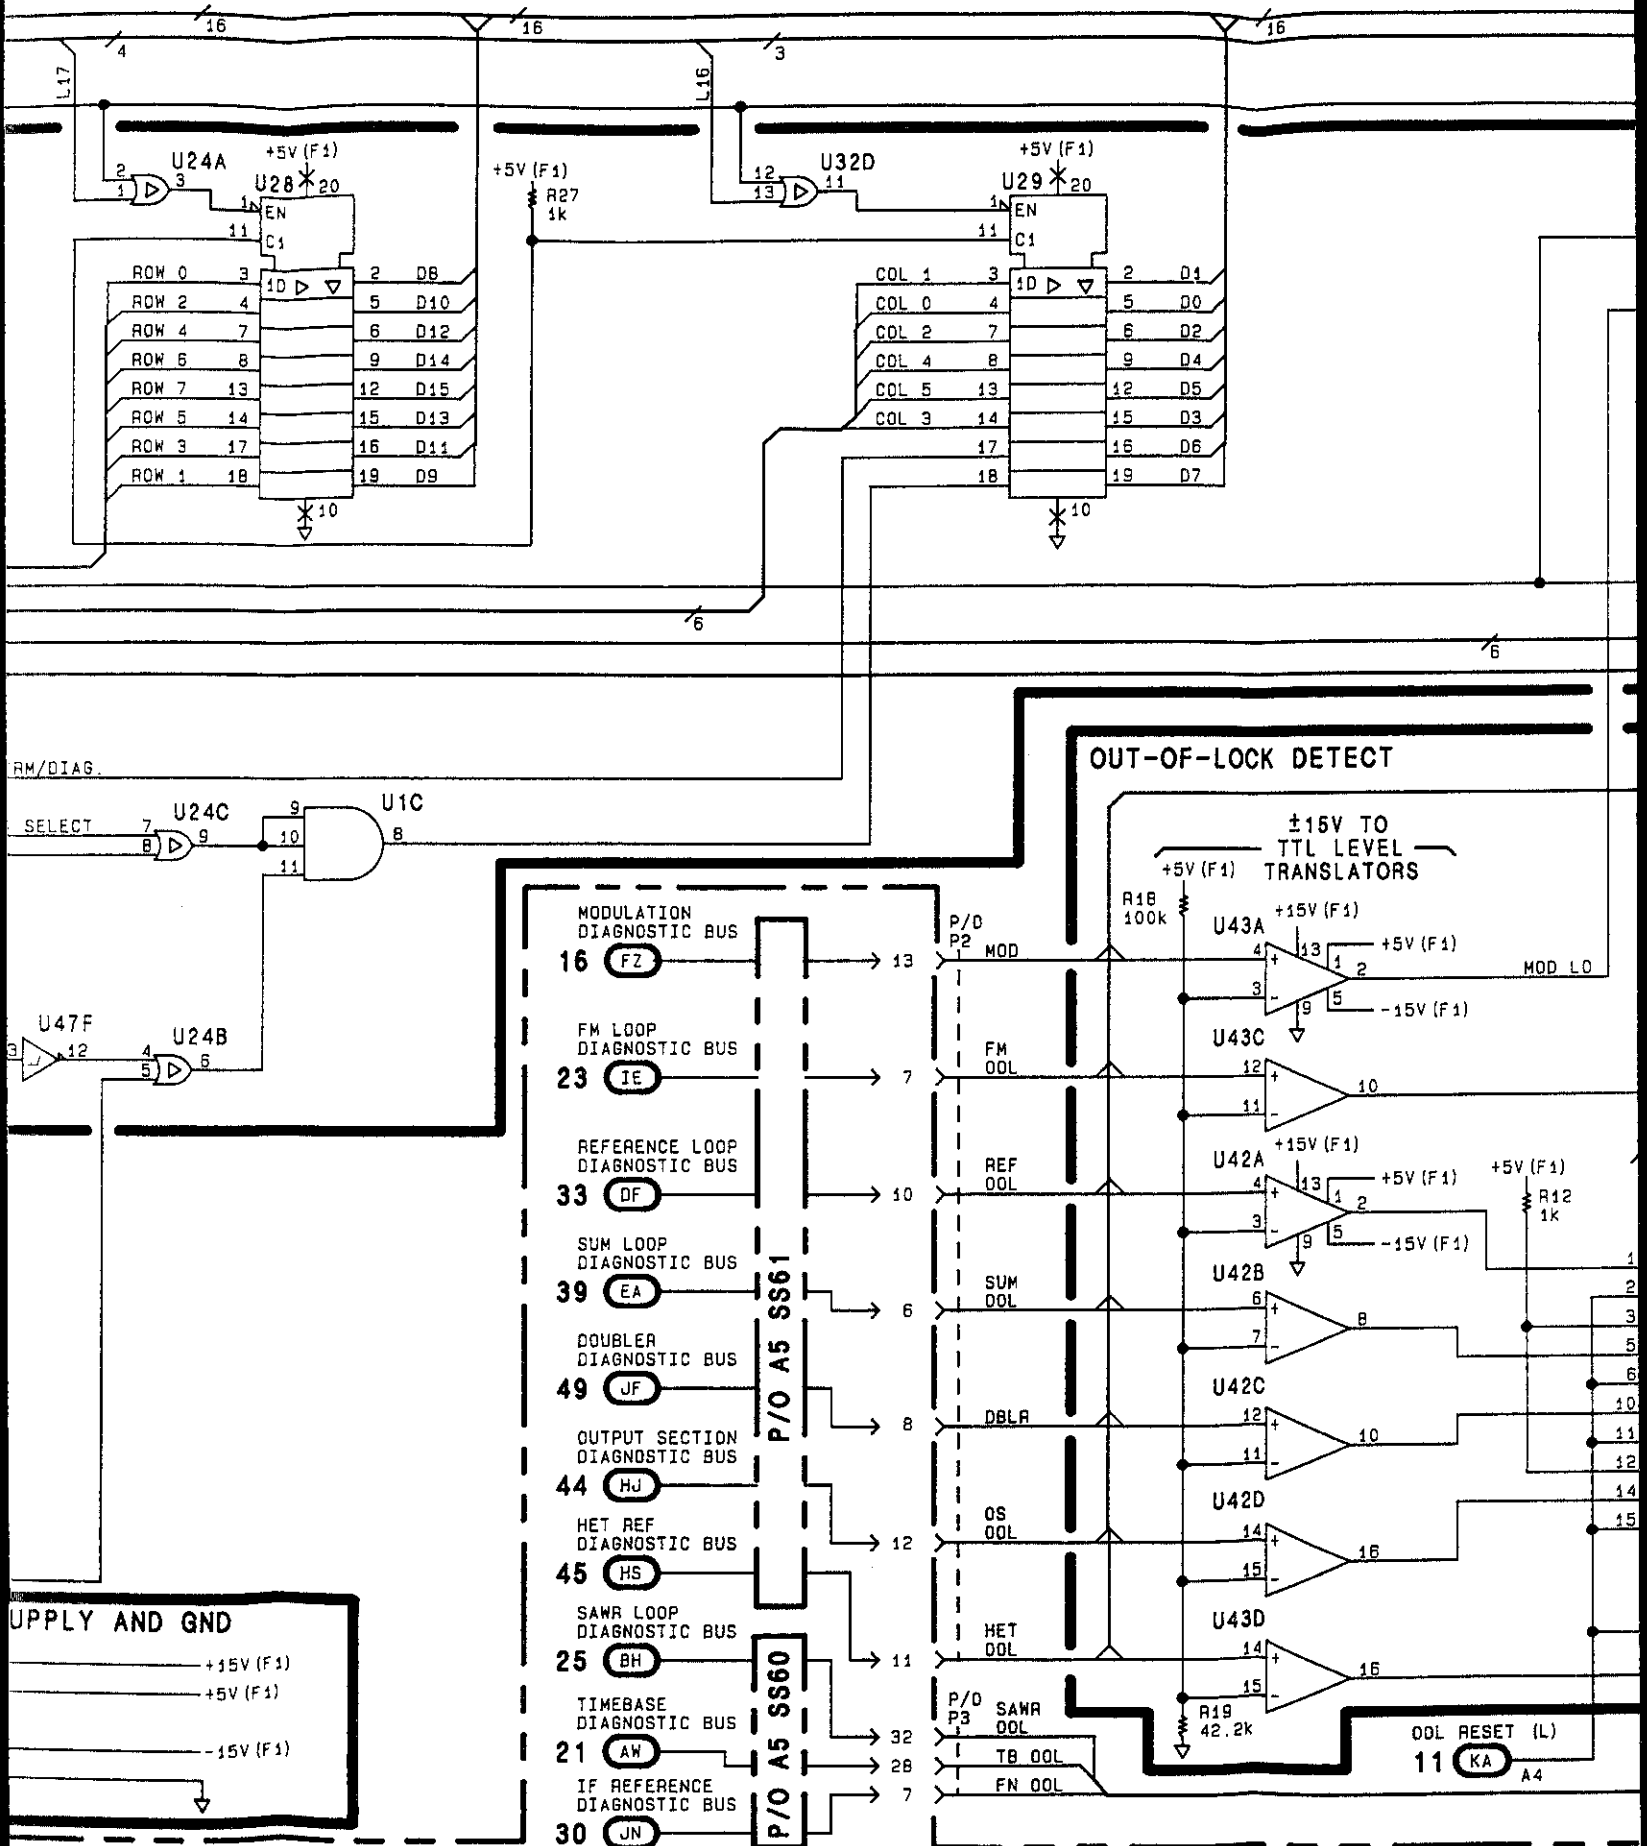 16 16 16
4 3
L17 L16
U24A +5V(F1) +5V(F1) U32D +5V(F1)
2 3 U28 20 R27 12 11 U29 20
1 1k 13
1 EN 1 EN
11 C1 11 C1
ROW 0 3 1D 2 D8 COL 1 3 1D 2 D1
ROW 2 4 5 D10 COL 0 4 5 D0
ROW 4 7 6 D12 COL 2 7 6 D2
ROW 6 8 9 D14 COL 4 8 9 D4
ROW 7 13 12 D15 COL 5 13 12 D5
ROW 5 14 15 D13 COL 3 14 15 D3
ROW 3 17 16 D11 17 16 D6
ROW 1 18 19 D9 18 19 D7
10 10
6
6
RM/DIAG.
OUT-OF-LOCK DETECT
U24C 9 U1C
SELECT 7 9 10 8
8 11
±15V TO
TTL LEVEL
TRANSLATORS
+5V(F1)
R18
100k
MODULATION
DIAGNOSTIC BUS
16 FZ 13 P/O
P2 MOD U43A +15V(F1)
4 + 13 1 +5V(F1)
2 MOD LO
3 - 9 5 -15V(F1)
U47F U24B
3 12 4 6
5
FM LOOP
DIAGNOSTIC BUS
23 IE 7 FM
OOL U43C
12 + 10
11 -
REFERENCE LOOP
DIAGNOSTIC BUS
33 DF 10 REF
OOL U42A +15V(F1)
4 + 13 1 +5V(F1)
2
3 - 9 5 -15V(F1)
+5V(F1)
R12
1k
SUM LOOP
DIAGNOSTIC BUS
39 EA 6 SUM
OOL U42B
6 + 8
7 -
P/O A5 SS61
DOUBLER
DIAGNOSTIC BUS
49 JF 8 DBLR U42C
12 + 10
11 -
1
2
3
5
6
10
11
12
14
15
OUTPUT SECTION
DIAGNOSTIC BUS
44 HJ 12 OS
OOL U42D
14 + 16
15 -
HET REF
DIAGNOSTIC BUS
45 HS 11 HET
OOL U43D
14 + 16
15 -
R19
42.2k
UPPLY AND GND
+15V(F1)
+5V(F1)
-15V(F1)
SAWR LOOP
DIAGNOSTIC BUS
25 BH 32 P/O
P3 SAWR
OOL
P/O A5 SS60
TIMEBASE
DIAGNOSTIC BUS
21 AW 28 TB OOL
IF REFERENCE
DIAGNOSTIC BUS
30 JN 7 FN OOL
OOL RESET (L)
11 KA A4